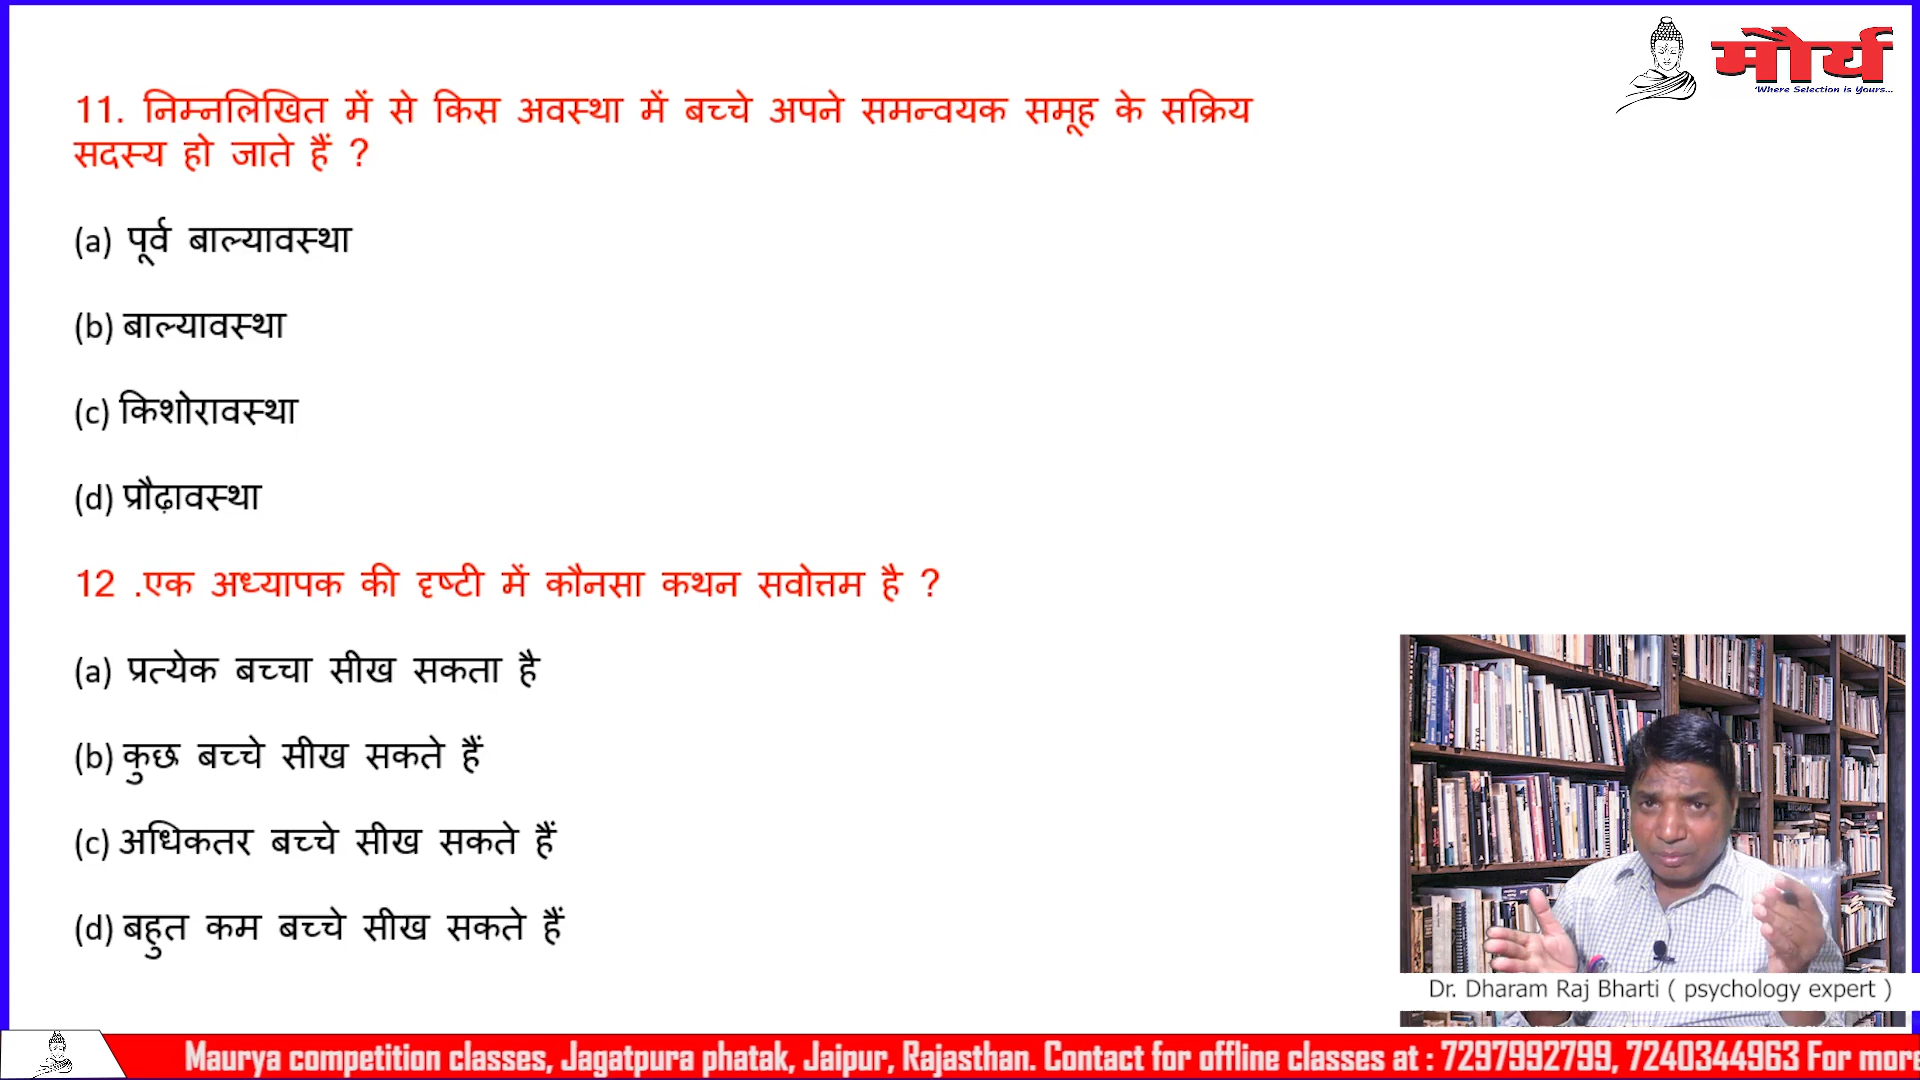 मौर्य
'Where Selection is Yours...
11. निम्नलिखित में से किस अवस्था में बच्चे अपने समन्वयक समूह के सक्रिय
सदस्य हो जाते हैं ?
(a) पूर्व बाल्यावस्था
(b) बाल्यावस्था
(c) किशोरावस्था
(d) प्रौढ़ावस्था
12 .एक अध्यापक की दृष्टी में कौनसा कथन सवोत्तम है ?
(a) प्रत्येक बच्चा सीख सकता है
(b) कुछ बच्चे सीख सकते हैं
(c) अधिकतर बच्चे सीख सकते हैं
(d) बहुत कम बच्चे सीख सकते हैं
Dr. Dharam Raj Bharti ( psychology expert )
Maurya competition classes, Jagatpura phatak, Jaipur, Rajasthan. Contact for offline classes at : 7297992799, 7240344963 For more